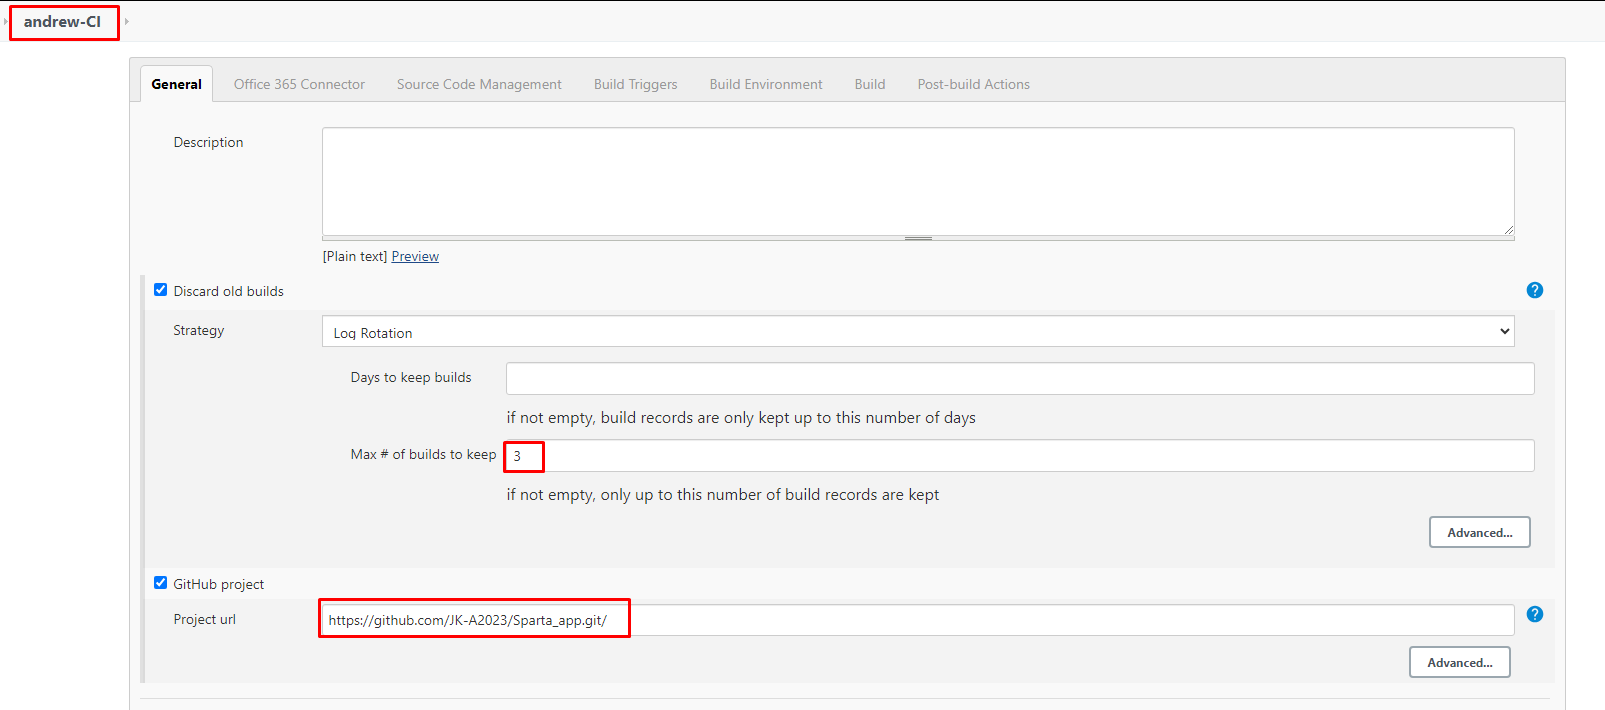 andrew-CI
General Office 365 Connector Source Code Management Build Triggers Build Environment Build Post-build Actions
Description
[Plain text] Preview
Discard old builds
Strategy Log Rotation
Days to keep builds
if not empty, build records are only kept up to this number of days
Max # of builds to keep 3
if not empty, only up to this number of build records are kept
Advanced...
GitHub project
Project url https://github.com/JK-A2023/Sparta_app.git/
Advanced...